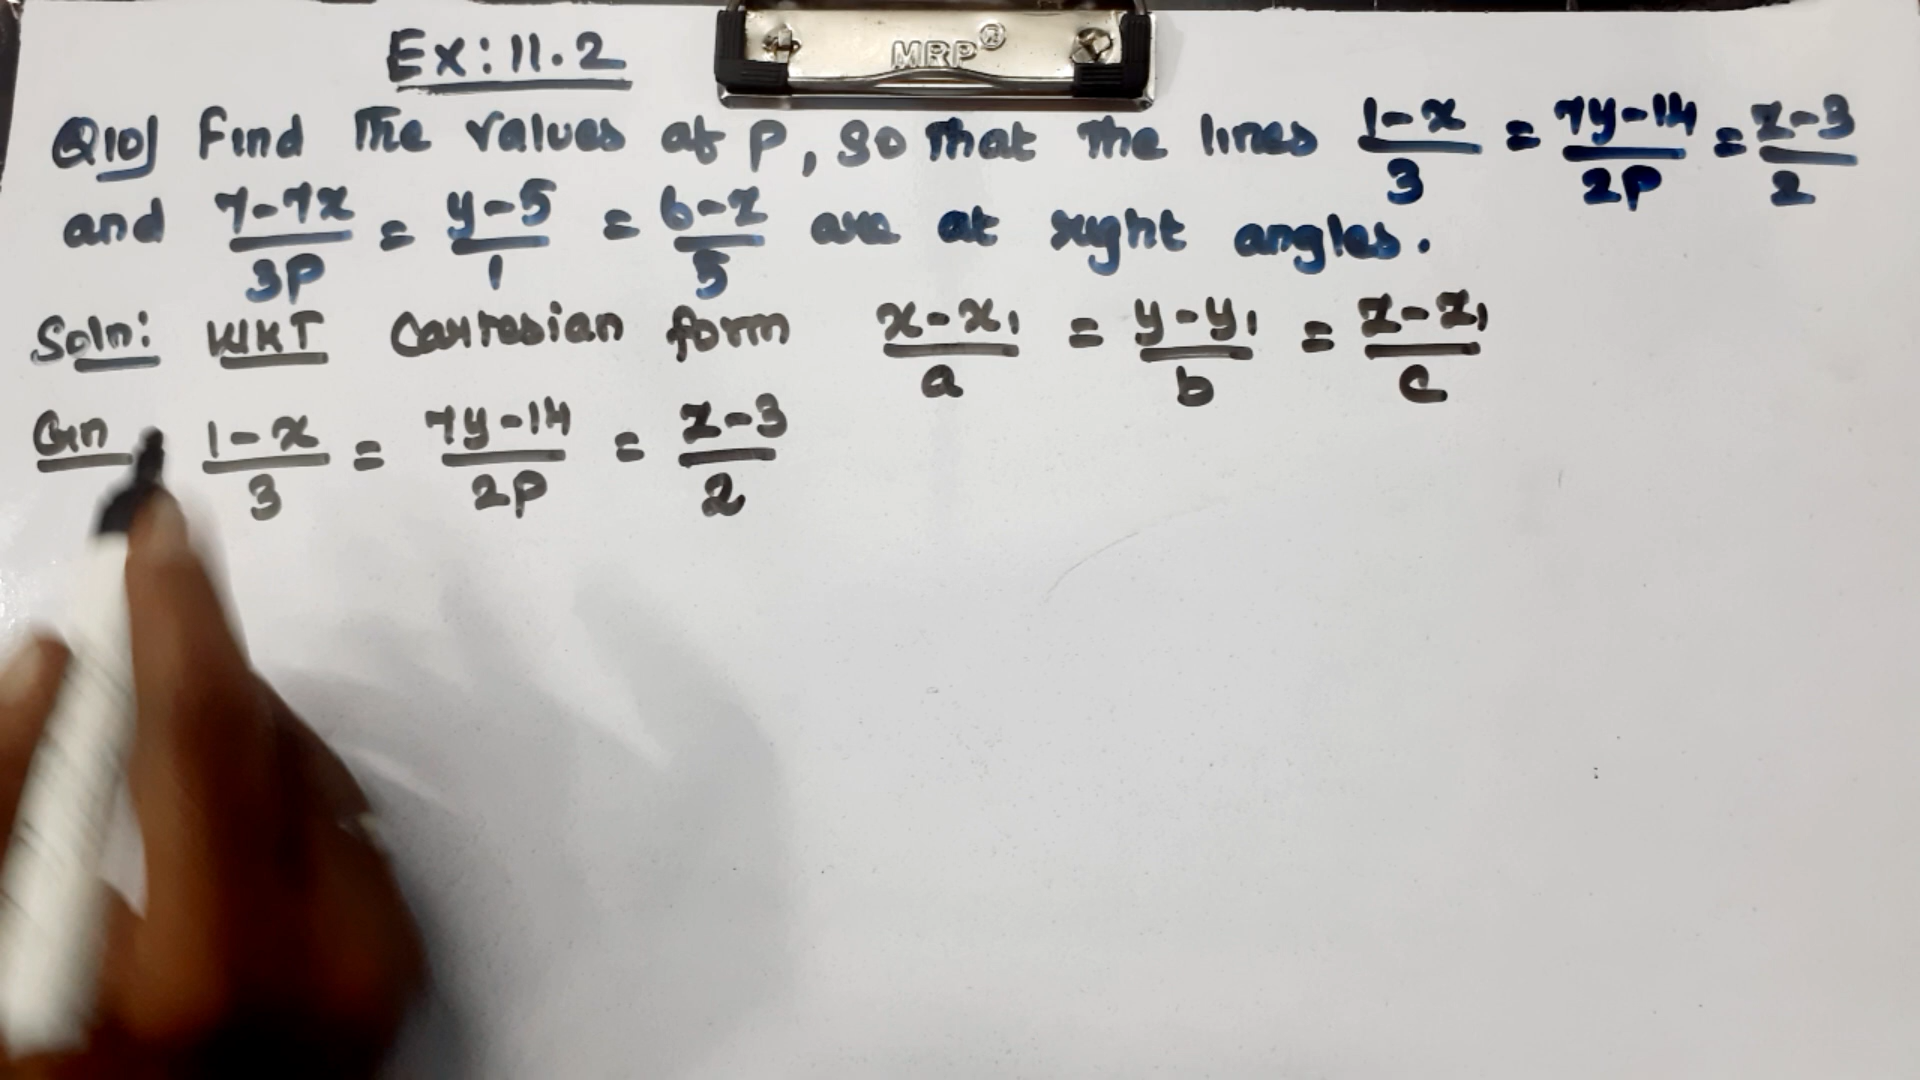 MRP®
Ex: 11.2
Q10) Find the values of P, so that the lines (1-x)/3 = (7y-14)/2P = (z-3)/2
and (7-7x)/3P = (y-5)/1 = (6-z)/5 are at right angles.
Soln: WKT Cartesian form (x-x₁)/a = (y-y₁)/b = (z-z₁)/c
Gn (1-x)/3 = (7y-14)/2P = (z-3)/2